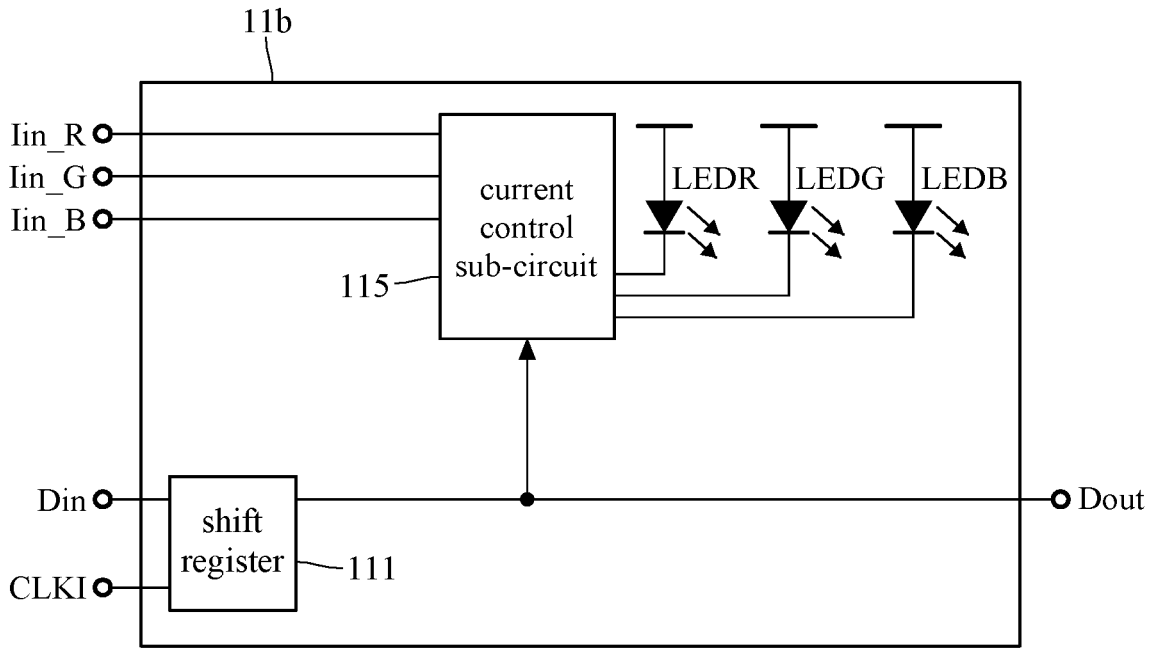 11b
Iin_R
Iin_G
Iin_B
current
control
sub-circuit
115
LEDR
LEDG
LEDB
Din
CLKI
shift
register
111
Dout